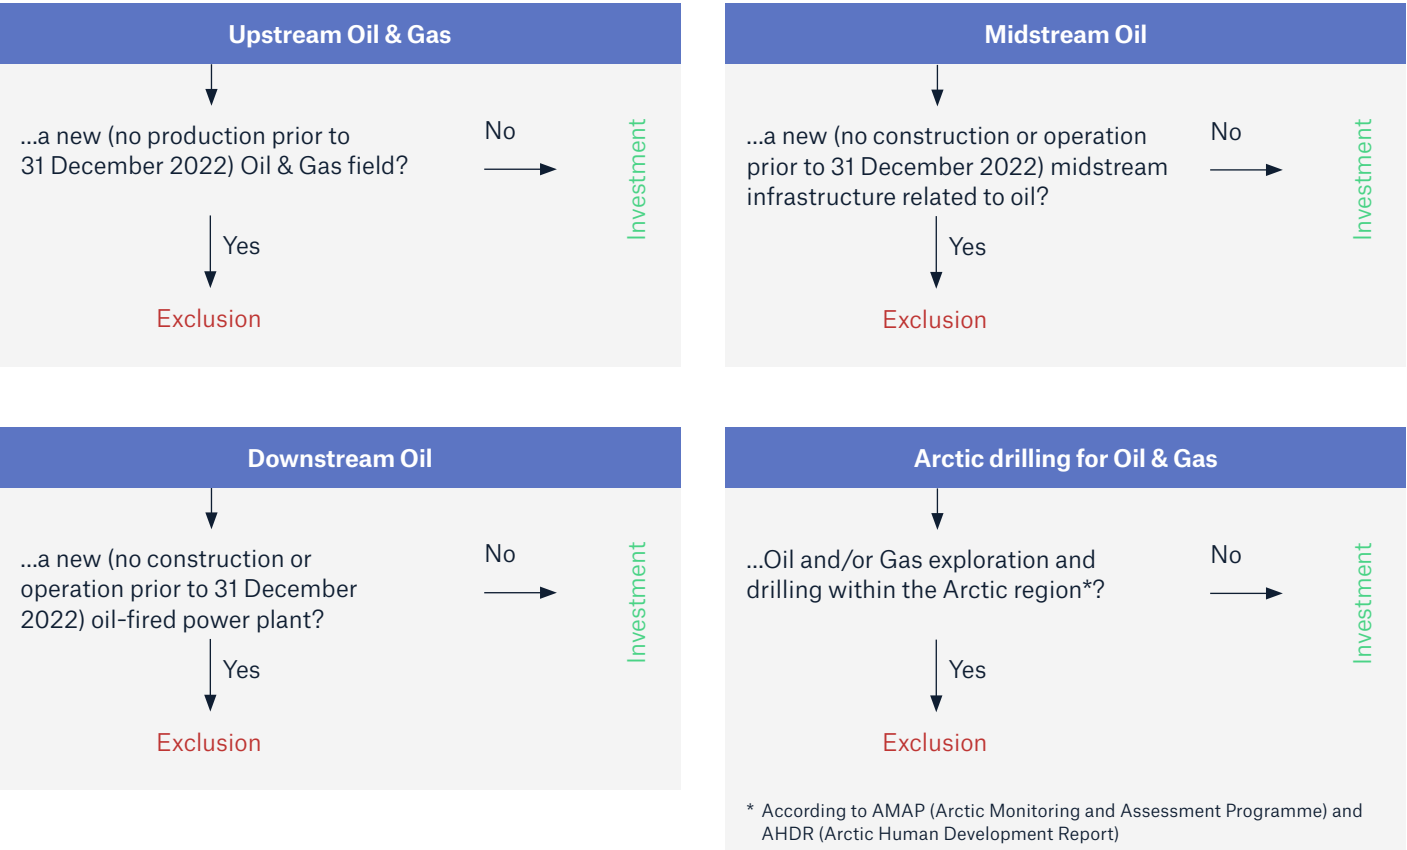 Upstream Oil & Gas
...a new (no production prior to
31 December 2022) Oil & Gas field?
No
Investment
Yes
Exclusion
Midstream Oil
...a new (no construction or operation
prior to 31 December 2022) midstream
infrastructure related to oil?
No
Investment
Yes
Exclusion
Downstream Oil
...a new (no construction or
operation prior to 31 December
2022) oil-fired power plant?
No
Investment
Yes
Exclusion
Arctic drilling for Oil & Gas
...Oil and/or Gas exploration and
drilling within the Arctic region*?
No
Investment
Yes
Exclusion
* According to AMAP (Arctic Monitoring and Assessment Programme) and
AHDR (Arctic Human Development Report)